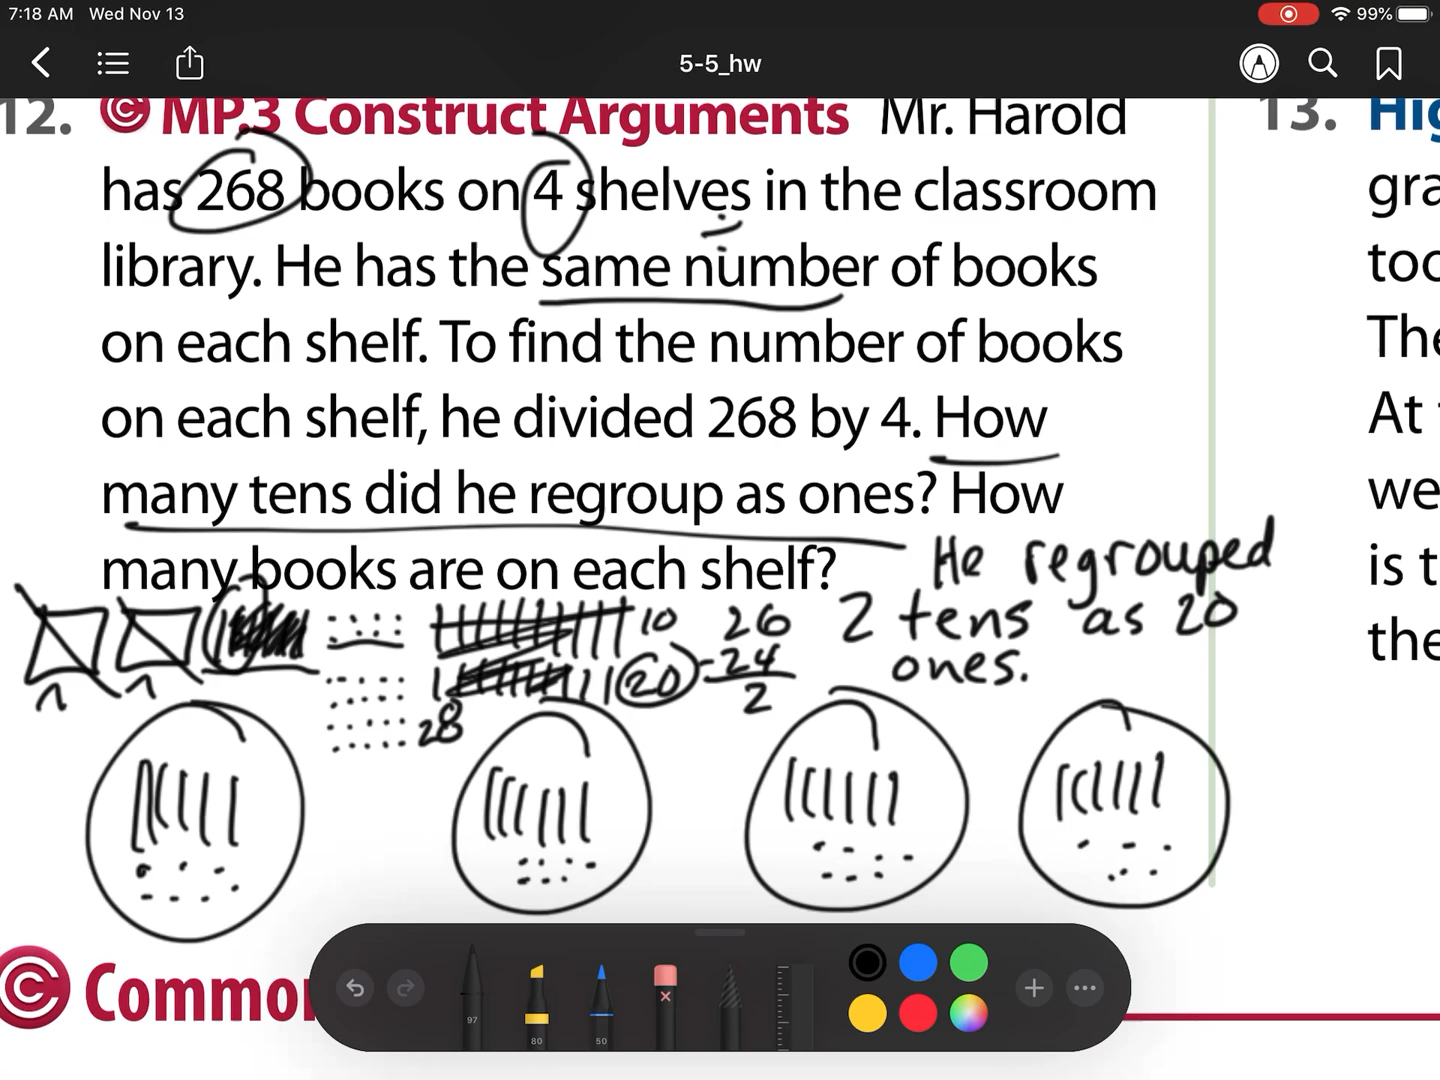 7:18 AM Wed Nov 13
99%
5-5_hw
12. © MP.3 Construct Arguments Mr. Harold
has 268 books on 4 shelves in the classroom
library. He has the same number of books
on each shelf. To find the number of books
on each shelf, he divided 268 by 4. How
many tens did he regroup as ones? How
many books are on each shelf?
He regrouped
2 tens as 20
ones.
10
20
28
26
-24
2
13. Hig
gra
too
The
At
we
is t
the
© Common
97
80
50